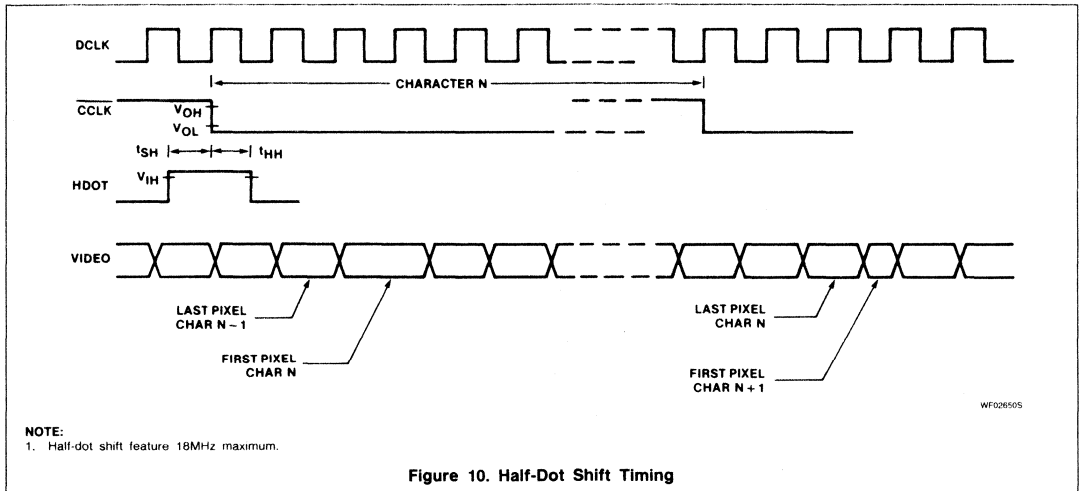 DCLK
CHARACTER N
CCLK
VOH
VOL
tSH
tHH
VIH
HDOT
VIDEO
LAST PIXEL
CHAR N – 1
FIRST PIXEL
CHAR N
LAST PIXEL
CHAR N
FIRST PIXEL
CHAR N + 1
WF02650S
NOTE:
1. Half-dot shift feature 18MHz maximum.
Figure 10. Half-Dot Shift Timing